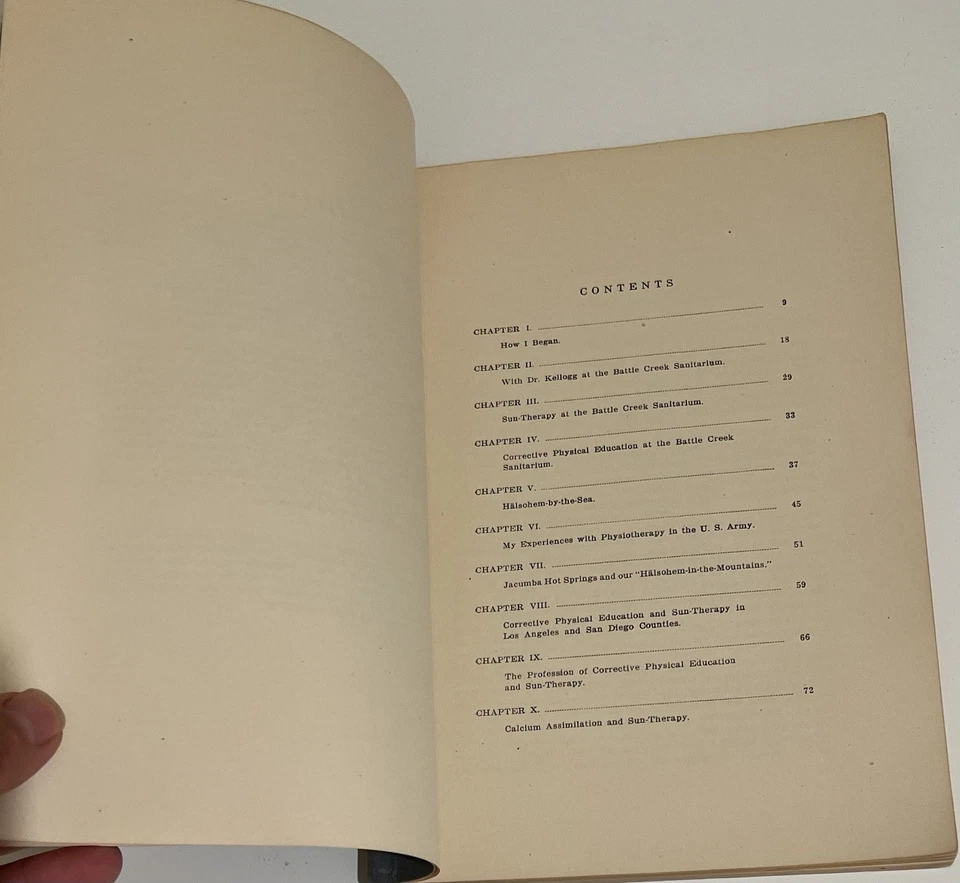 CONTENTS
CHAPTER I. 9
How I Began.
CHAPTER II. 18
With Dr. Kellogg at the Battle Creek Sanitarium.
CHAPTER III. 29
Sun-Therapy at the Battle Creek Sanitarium.
CHAPTER IV. 33
Corrective Physical Education at the Battle Creek
Sanitarium.
CHAPTER V. 37
Hälsohem-by-the-Sea.
CHAPTER VI. 45
My Experiences with Physiotherapy in the U. S. Army.
CHAPTER VII. 51
Jacumba Hot Springs and our "Hälsohem-in-the-Mountains."
CHAPTER VIII. 59
Corrective Physical Education and Sun-Therapy in
Los Angeles and San Diego Counties.
CHAPTER IX. 66
The Profession of Corrective Physical Education
and Sun-Therapy.
CHAPTER X. 72
Calcium Assimilation and Sun-Therapy.